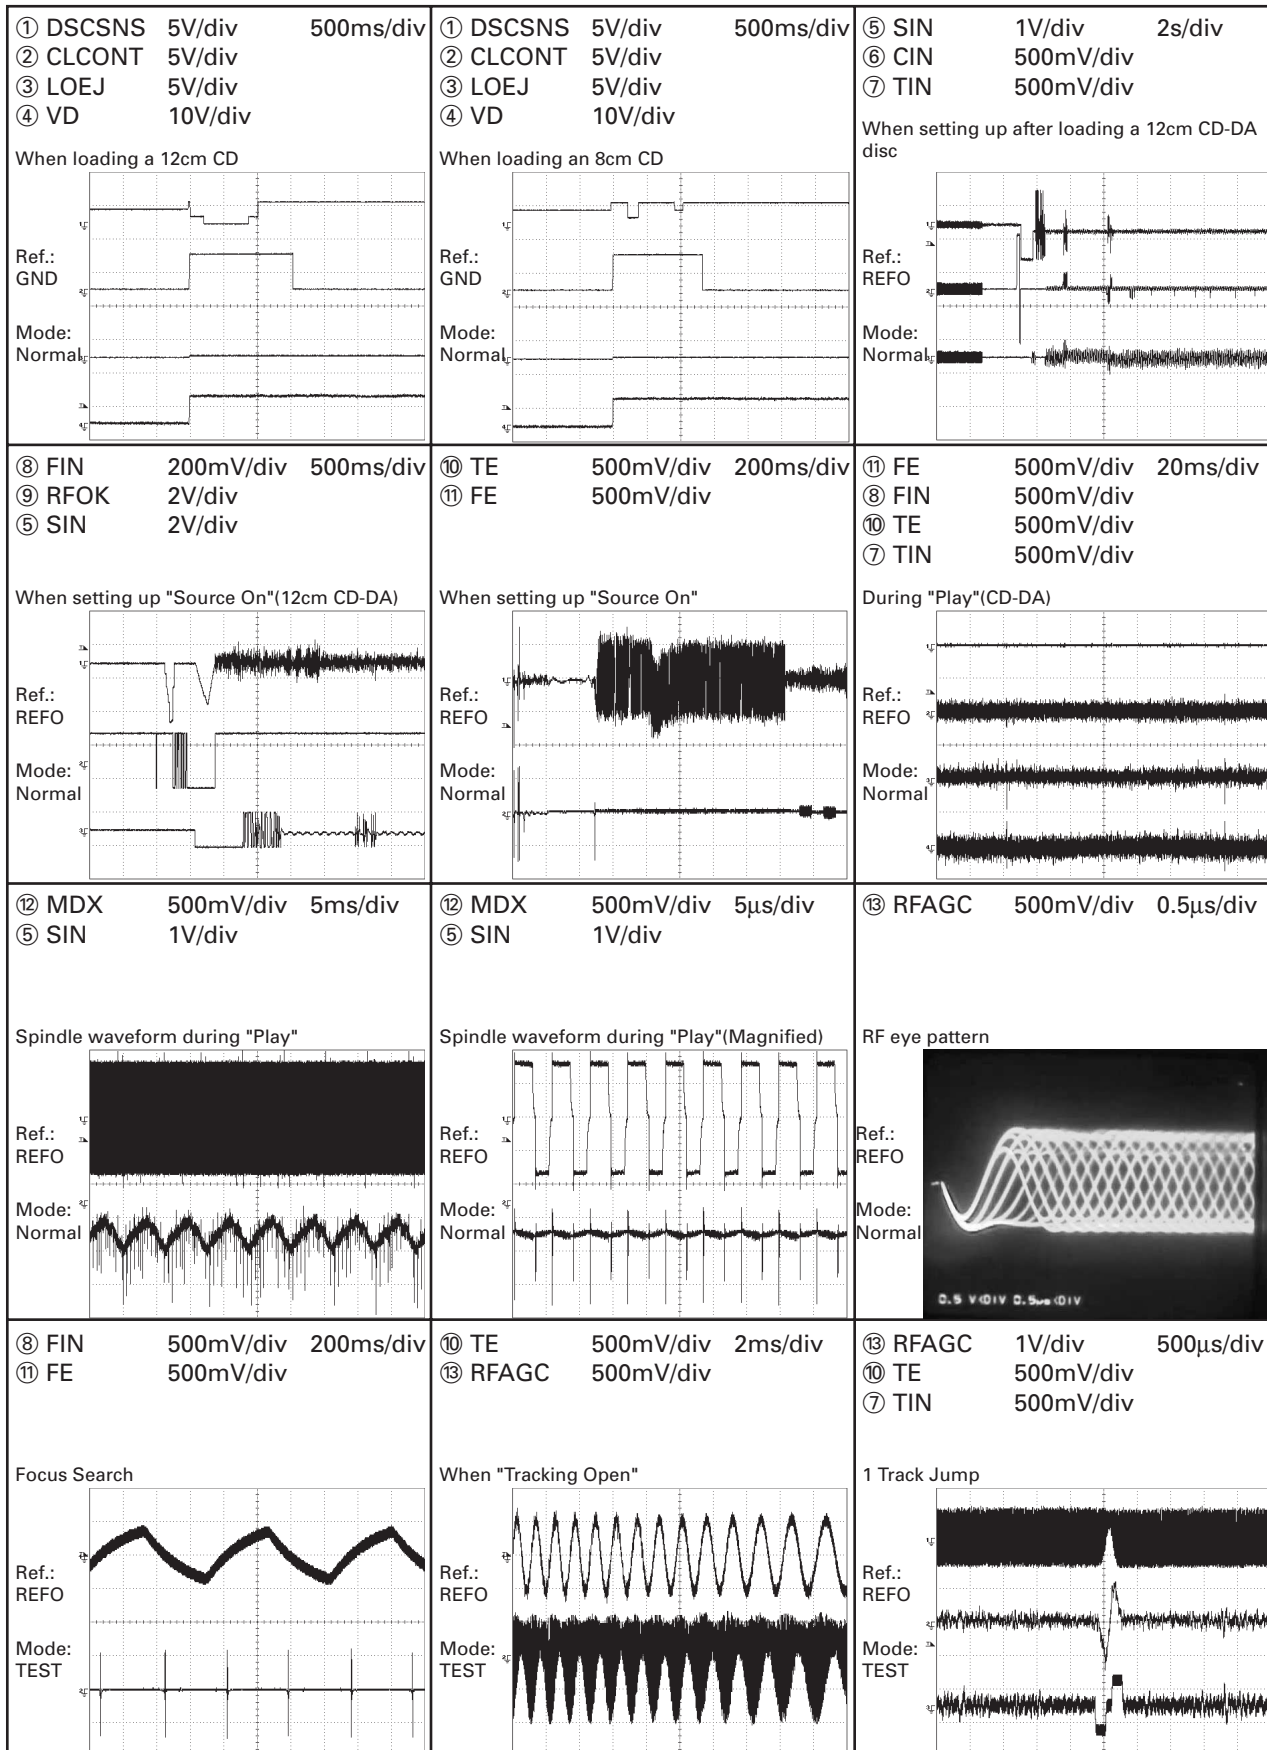 ① DSCSNS 5V/div 500ms/div
② CLCONT 5V/div
③ LOEJ 5V/div
④ VD 10V/div
When loading a 12cm CD
Ref.:
GND
Mode:
Normal
① DSCSNS 5V/div 500ms/div
② CLCONT 5V/div
③ LOEJ 5V/div
④ VD 10V/div
When loading an 8cm CD
Ref.:
GND
Mode:
Normal
⑤ SIN 1V/div 2s/div
⑥ CIN 500mV/div
⑦ TIN 500mV/div
When setting up after loading a 12cm CD-DA
disc
Ref.:
REFO
Mode:
Normal
⑧ FIN 200mV/div 500ms/div
⑨ RFOK 2V/div
⑤ SIN 2V/div
When setting up "Source On"(12cm CD-DA)
Ref.:
REFO
Mode:
Normal
⑩ TE 500mV/div 200ms/div
⑪ FE 500mV/div
When setting up "Source On"
Ref.:
REFO
Mode:
Normal
⑪ FE 500mV/div 20ms/div
⑧ FIN 500mV/div
⑩ TE 500mV/div
⑦ TIN 500mV/div
During "Play"(CD-DA)
Ref.:
REFO
Mode:
Normal
⑫ MDX 500mV/div 5ms/div
⑤ SIN 1V/div
Spindle waveform during "Play"
Ref.:
REFO
Mode:
Normal
⑫ MDX 500mV/div 5µs/div
⑤ SIN 1V/div
Spindle waveform during "Play"(Magnified)
Ref.:
REFO
Mode:
Normal
⑬ RFAGC 500mV/div 0.5µs/div
RF eye pattern
Ref.:
REFO
Mode:
Normal
⑧ FIN 500mV/div 200ms/div
⑪ FE 500mV/div
Focus Search
Ref.:
REFO
Mode:
TEST
⑩ TE 500mV/div 2ms/div
⑬ RFAGC 500mV/div
When "Tracking Open"
Ref.:
REFO
Mode:
TEST
⑬ RFAGC 1V/div 500µs/div
⑩ TE 500mV/div
⑦ TIN 500mV/div
1 Track Jump
Ref.:
REFO
Mode:
TEST